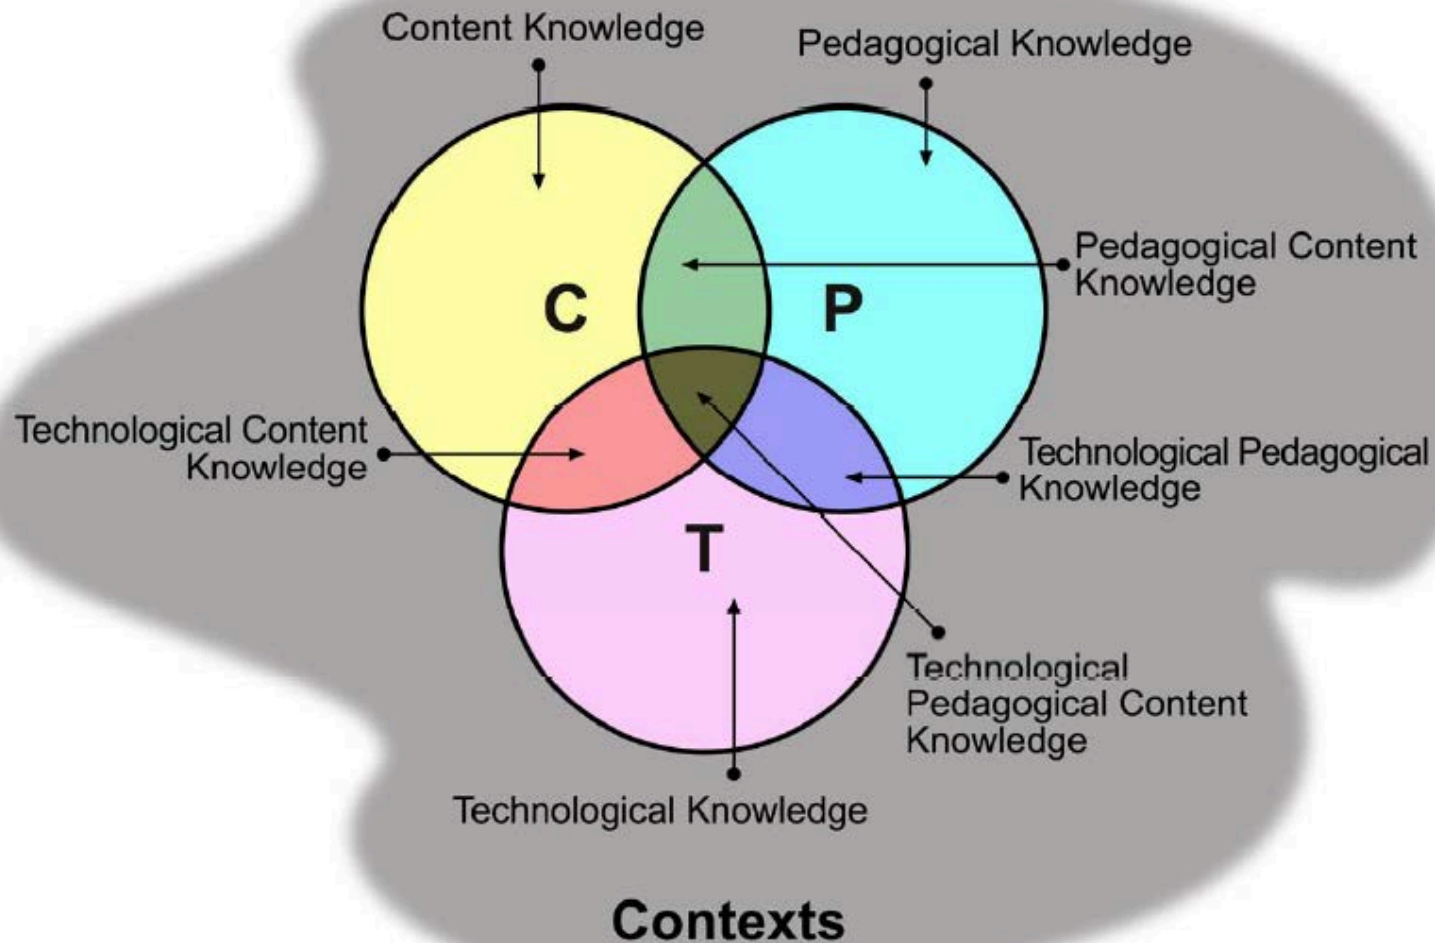 Content Knowledge
Pedagogical Knowledge
Pedagogical Content
Knowledge
C
P
Technological Content
Knowledge
Technological Pedagogical
Knowledge
T
Technological
Pedagogical Content
Knowledge
Technological Knowledge
Contexts